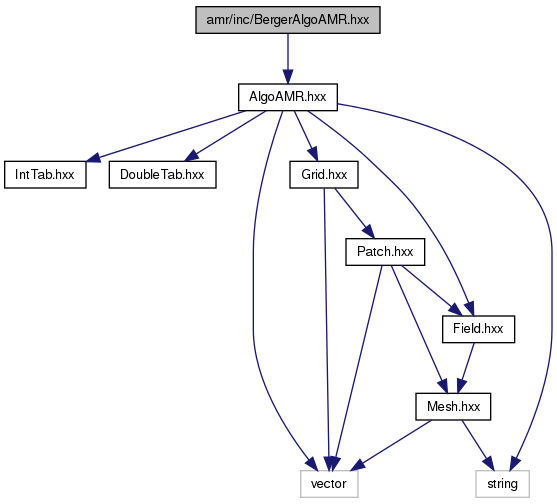 amr/inc/BergerAlgoAMR.hxx
AlgoAMR.hxx
IntTab.hxx
DoubleTab.hxx
Grid.hxx
Patch.hxx
Field.hxx
Mesh.hxx
vector
string